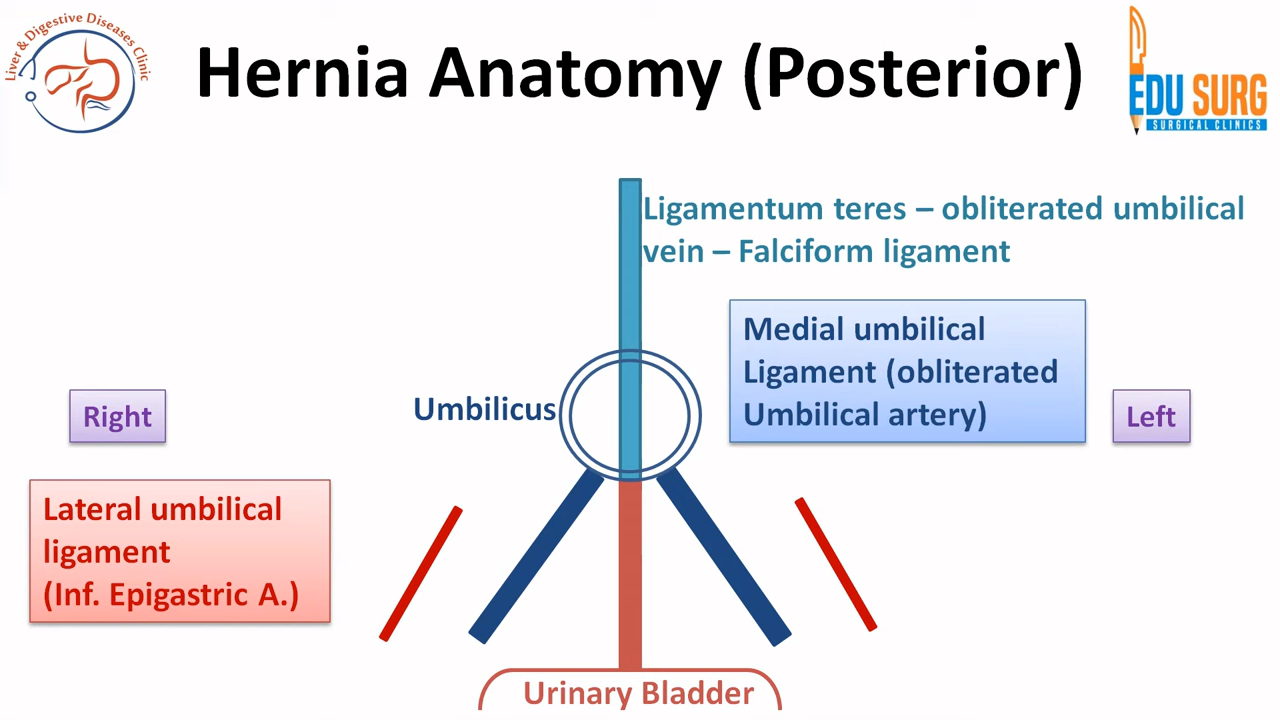 Liver & Digestive Diseases Clinic
Hernia Anatomy (Posterior)
EDU SURG
SURGICAL CLINICS
Ligamentum teres – obliterated umbilical
vein – Falciform ligament
Medial umbilical
Ligament (obliterated
Umbilical artery)
Umbilicus
Right
Left
Lateral umbilical
ligament
(Inf. Epigastric A.)
Urinary Bladder